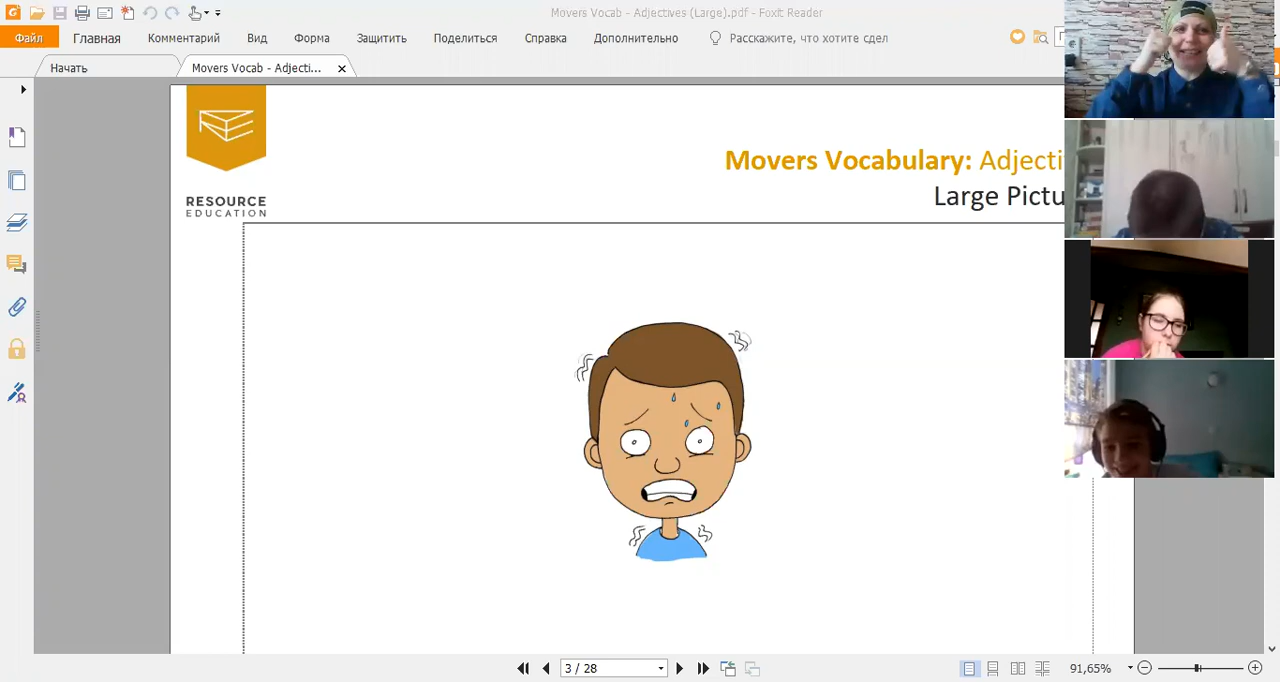 Movers Vocab - Adjectives (Large).pdf - Foxit Reader
Файл Главная Комментарий Вид Форма Защитить Поделиться Справка Дополнительно Расскажите, что хотите сделат
Начать Movers Vocab - Adjecti...
Movers Vocabulary: Adjecti
Large Pictu
RESOURCE
EDUCATION
3 / 28 91,65%